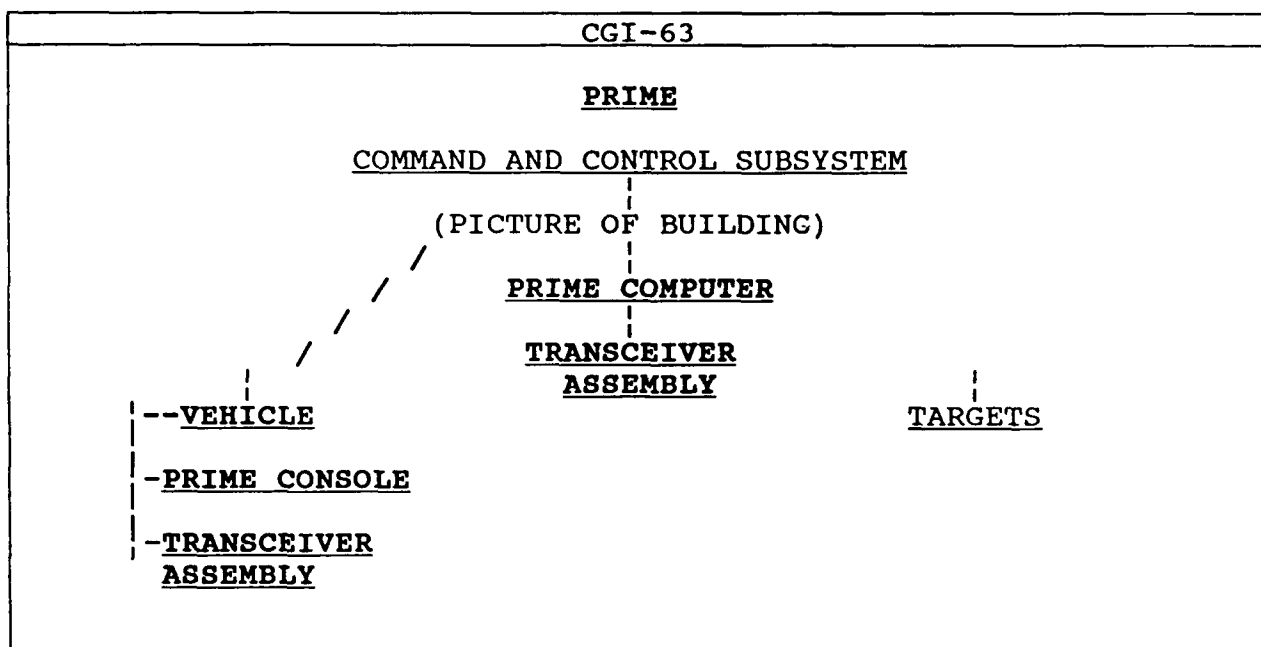 CGI-63
PRIME
COMMAND AND CONTROL SUBSYSTEM
(PICTURE OF BUILDING)
PRIME COMPUTER
TRANSCEIVER
ASSEMBLY
--VEHICLE
TARGETS
-PRIME CONSOLE
-TRANSCEIVER
ASSEMBLY